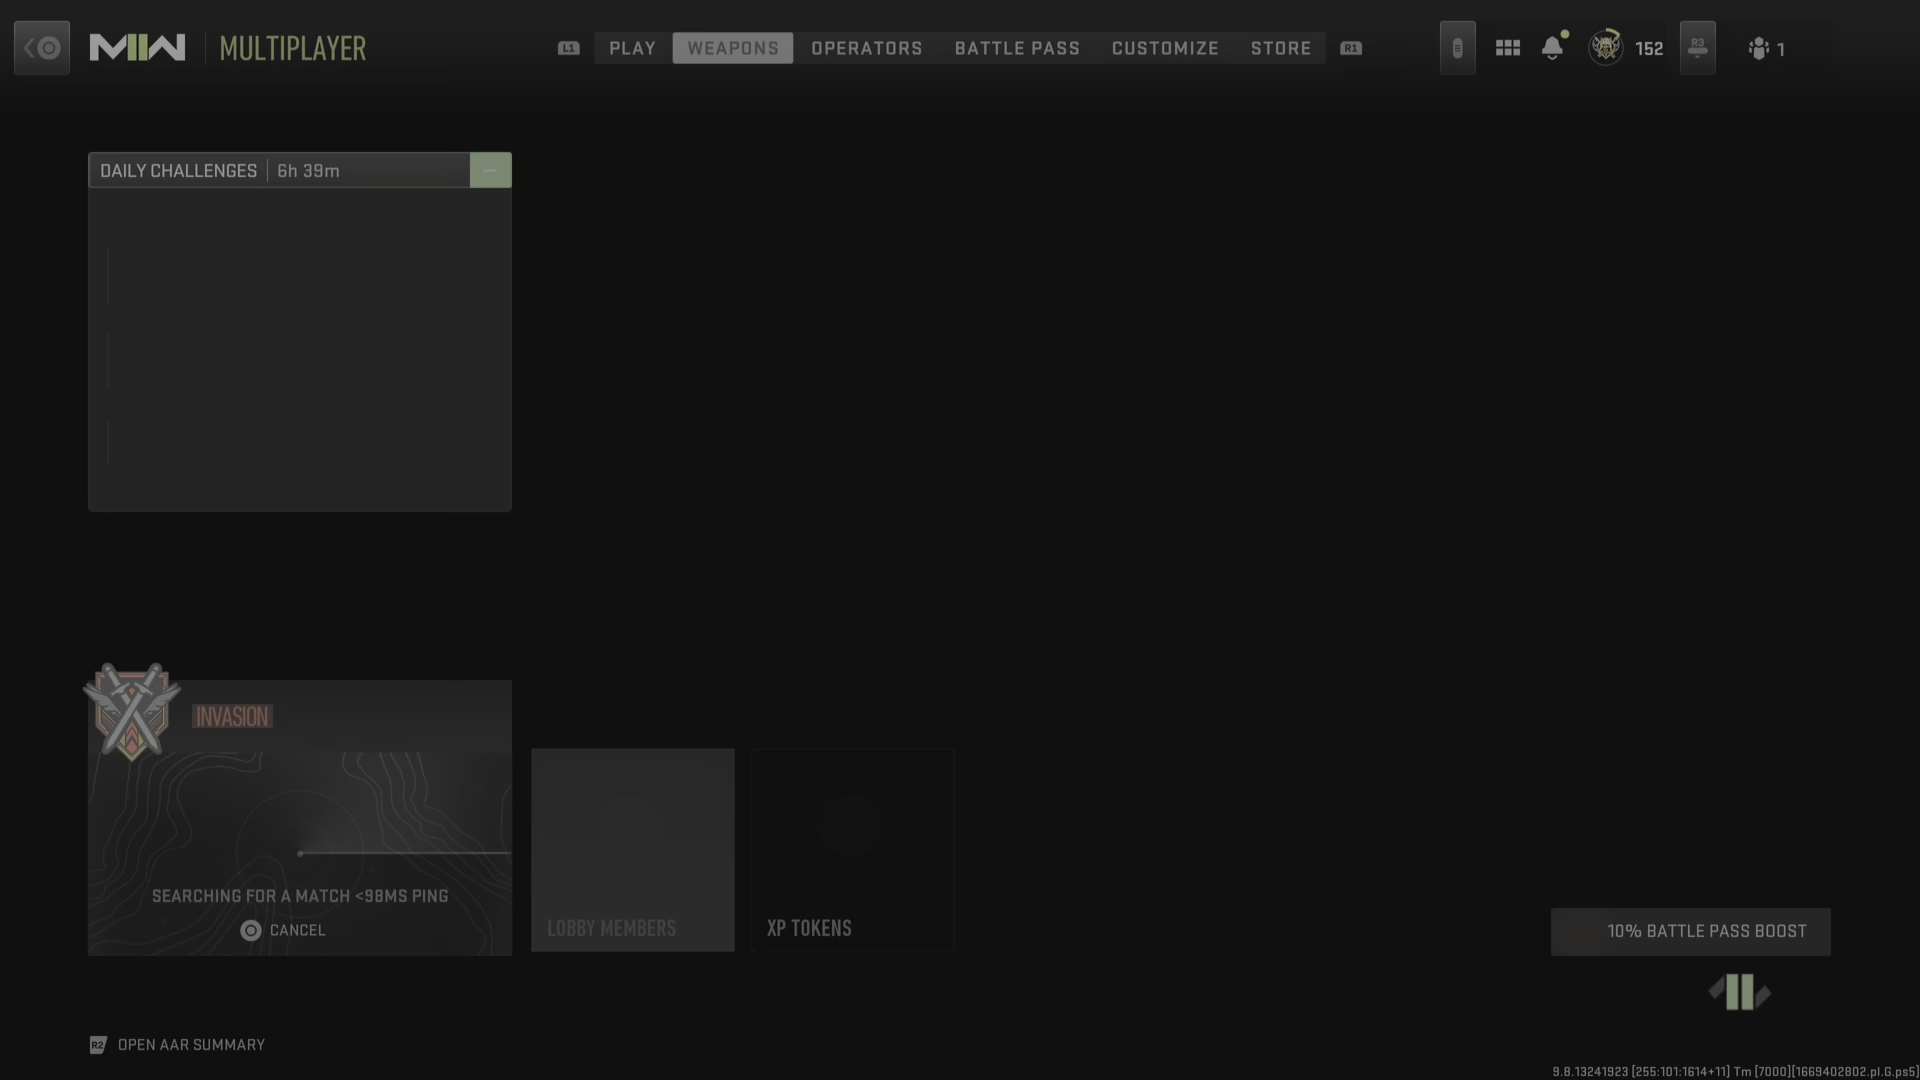 MWII MULTIPLAYER
L1 PLAY WEAPONS OPERATORS BATTLE PASS CUSTOMIZE STORE R1
152
R3
1
DAILY CHALLENGES 6h 39m
INVASION
SEARCHING FOR A MATCH <98MS PING
CANCEL
LOBBY MEMBERS
XP TOKENS
10% BATTLE PASS BOOST
R2 OPEN AAR SUMMARY
9.8.13241923 [255:101:1614+11] Tm [7000][1669402802.pl.G.ps5]